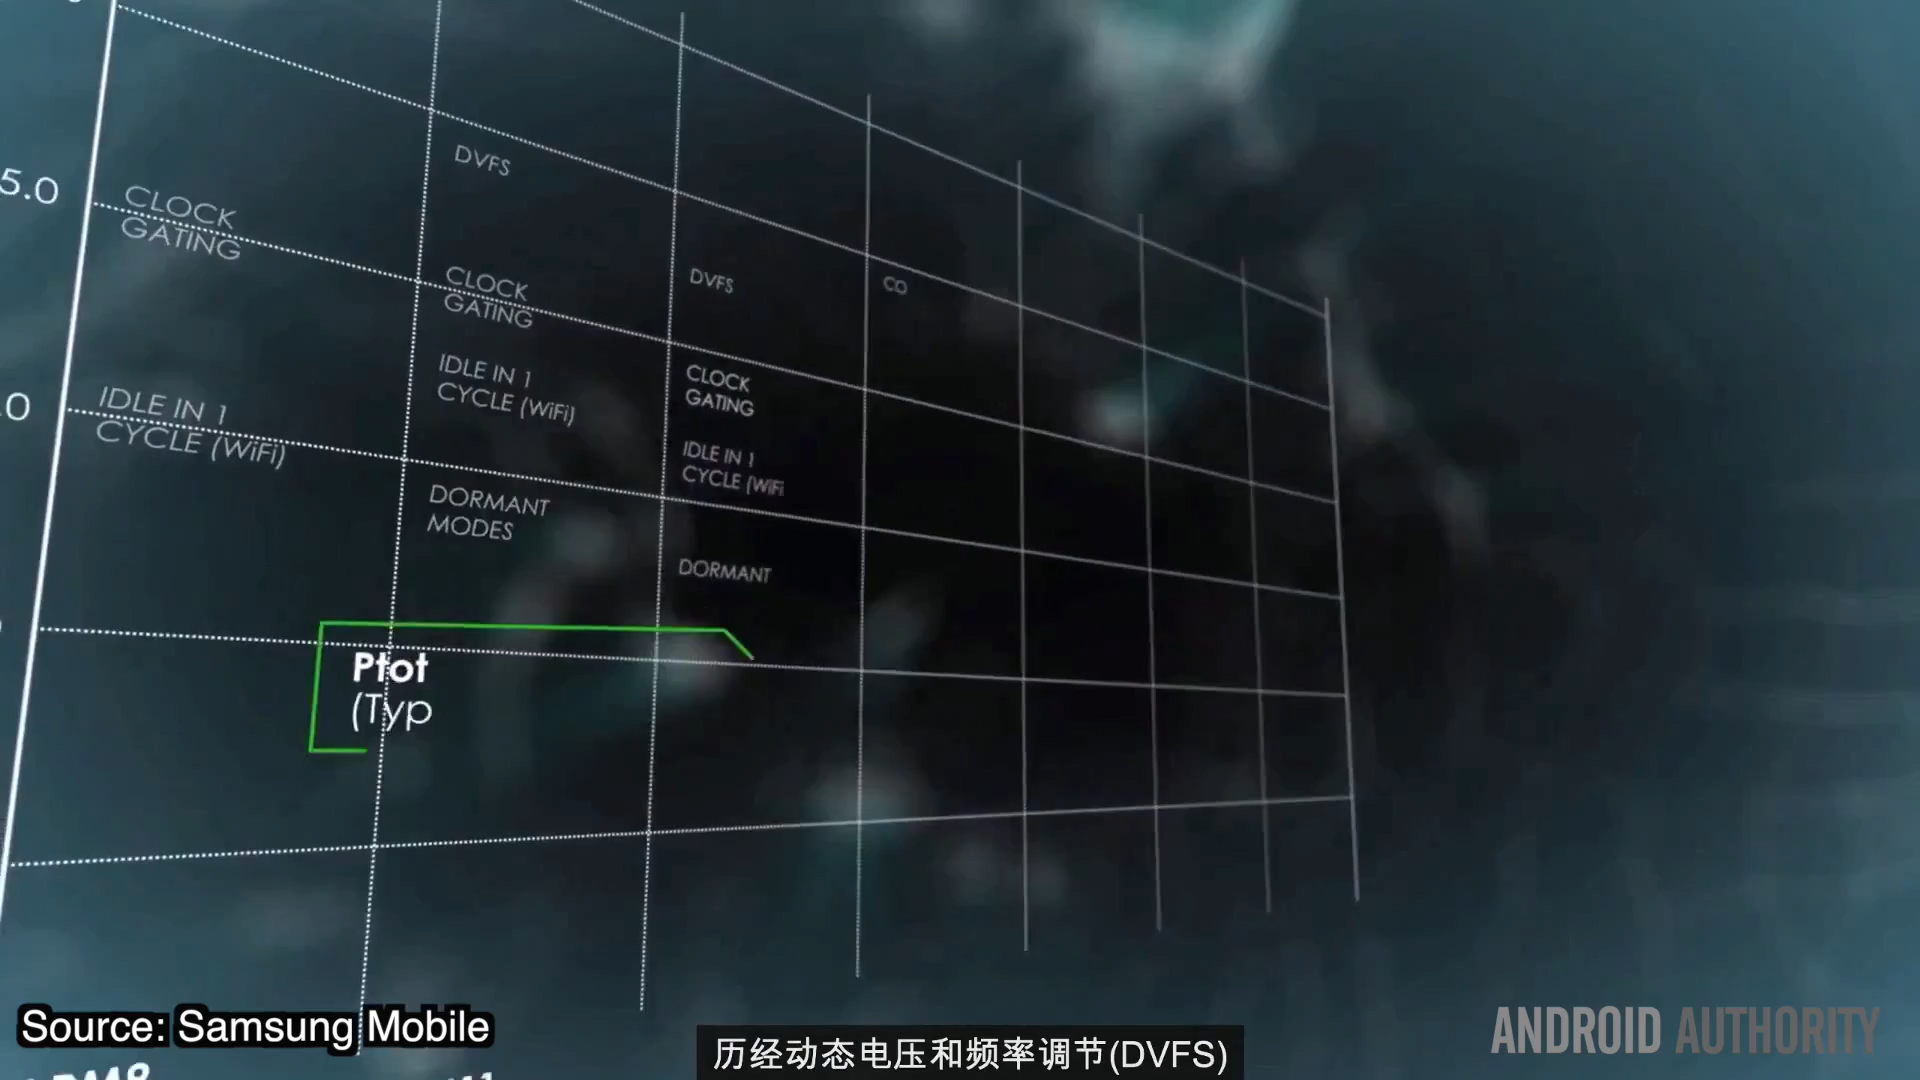 5.0
CLOCK
GATING
IDLE IN 1
CYCLE (WiFi)
DVFS
CLOCK
GATING
IDLE IN 1
CYCLE (WiFi)
DORMANT
MODES
DVFS
CLOCK
GATING
IDLE IN 1
CYCLE (WiFi
DORMANT
CO
.0
Ptot
(Typ
Source: Samsung Mobile
历经动态电压和频率调节(DVFS)
ANDROID AUTHORITY